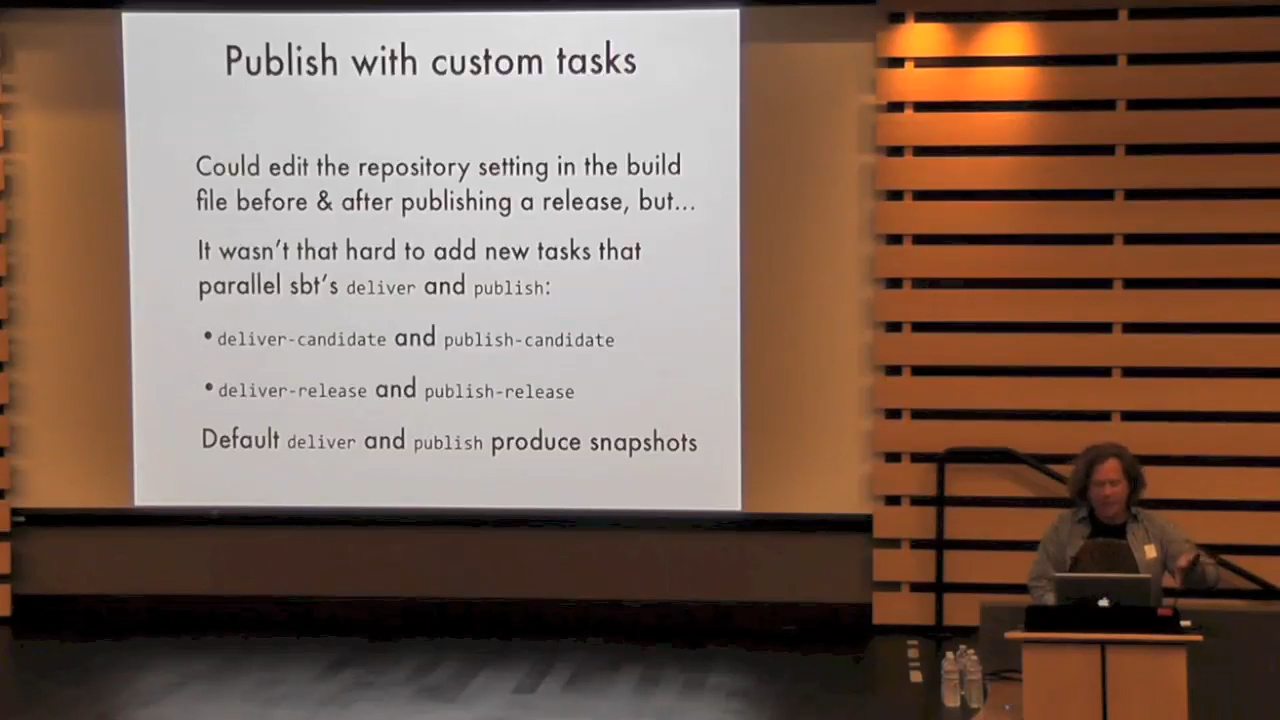 Publish with custom tasks
Could edit the repository setting in the build
file before & after publishing a release, but...
It wasn't that hard to add new tasks that
parallel sbt's deliver and publish:
• deliver-candidate and publish-candidate
• deliver-release and publish-release
Default deliver and publish produce snapshots